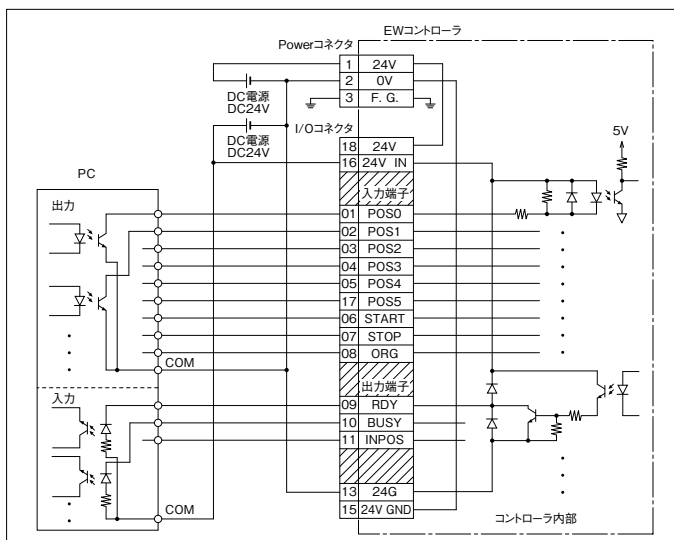 EWコントローラ
Powerコネクタ
1 24V
2 0V
3 F. G.
DC電源
DC24V
DC電源
DC24V
I/Oコネクタ
5V
18 24V
16 24V IN
PC
入力端子
出力
01 POS0
02 POS1
03 POS2
04 POS3
05 POS4
17 POS5
06 START
07 STOP
08 ORG
COM
出力端子
入力
09 RDY
10 BUSY
11 INPOS
13 24G
COM
15 24V GND
コントローラ内部